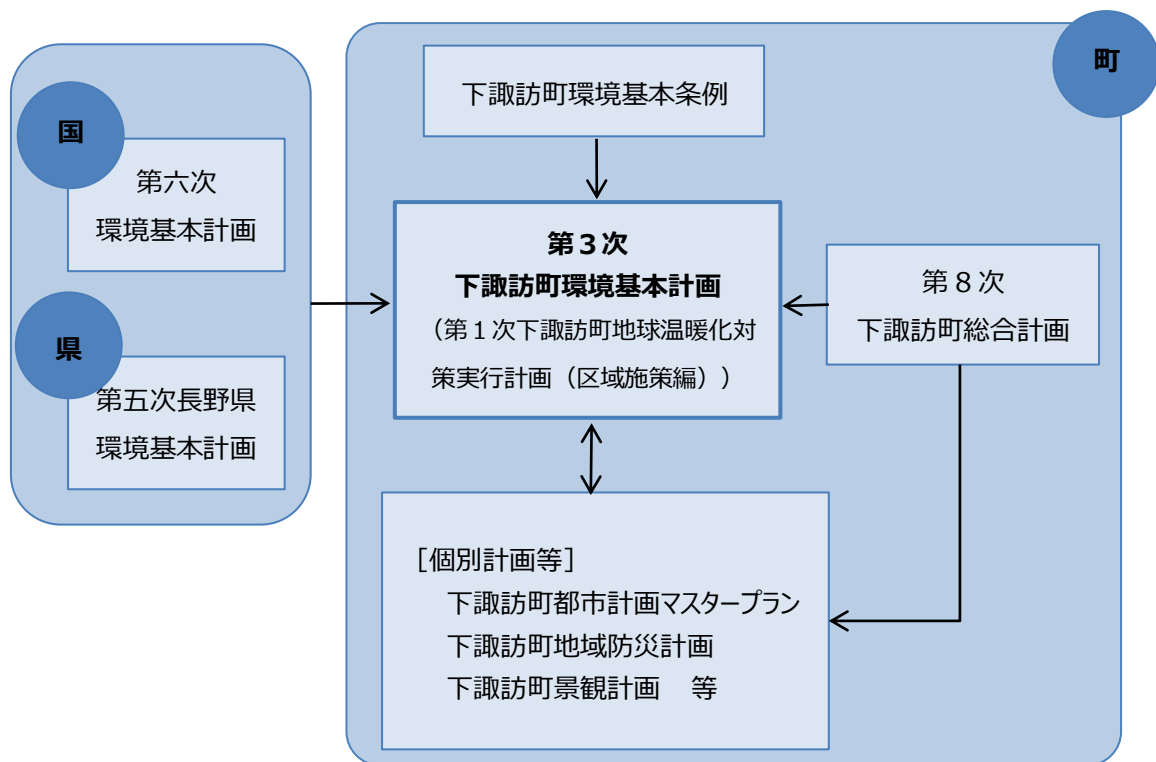 国
第六次
環境基本計画
県
第五次長野県
環境基本計画
町
下諏訪町環境基本条例
第３次
下諏訪町環境基本計画
（第１次下諏訪町地球温暖化対
策実行計画（区域施策編））
第８次
下諏訪町総合計画
［個別計画等］
下諏訪町都市計画マスタープラン
下諏訪町地域防災計画
下諏訪町景観計画　等